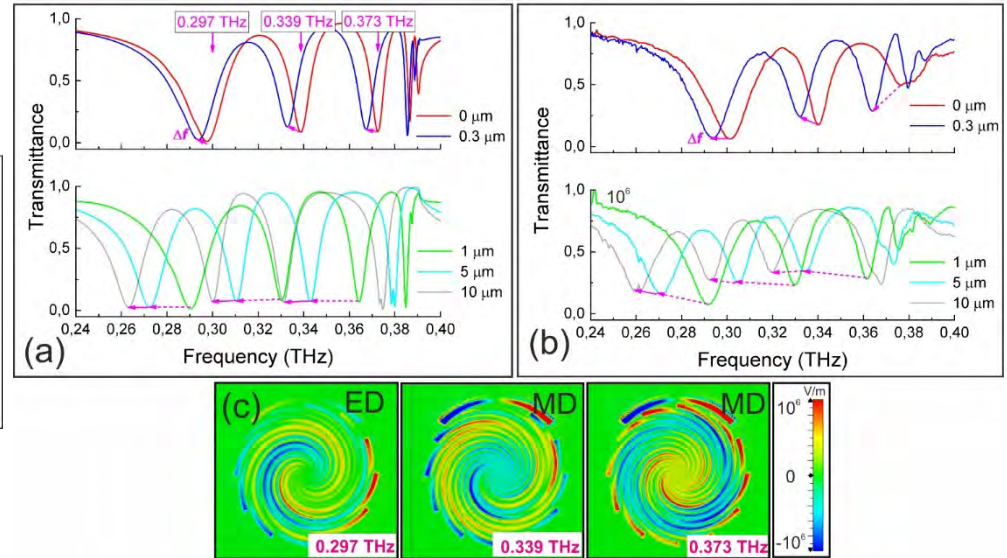 0.297 THz 0.339 THz 0.373 THz
1,0
0,5
0,0
Δf
0 μm
0.3 μm
Transmittance
1,0
0,5
0,0
1 μm
5 μm
10 μm
0,24 0,26 0,28 0,30 0,32 0,34 0,36 0,38 0,40
Frequency (THz)
(a)
1,0
0,5
0,0
Δf
0 μm
0.3 μm
Transmittance
1,0
0,5
0,0
10⁶
1 μm
5 μm
10 μm
0,24 0,26 0,28 0,30 0,32 0,34 0,36 0,38 0,40
Frequency (THz)
(b)
(c) ED MD MD
0.297 THz 0.339 THz 0.373 THz
V/m
10⁶
0
-10⁶